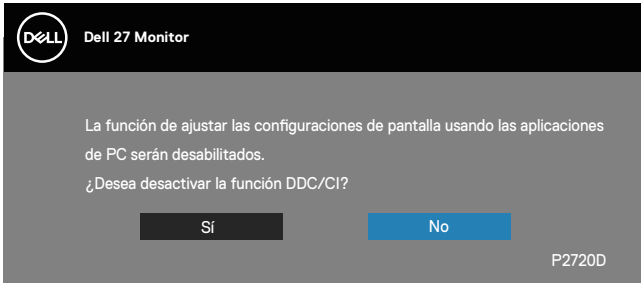 DELL
Dell 27 Monitor
La función de ajustar las configuraciones de pantalla usando las aplicaciones
de PC serán desabilitados.
¿Desea desactivar la función DDC/CI?
Sí
No
P2720D